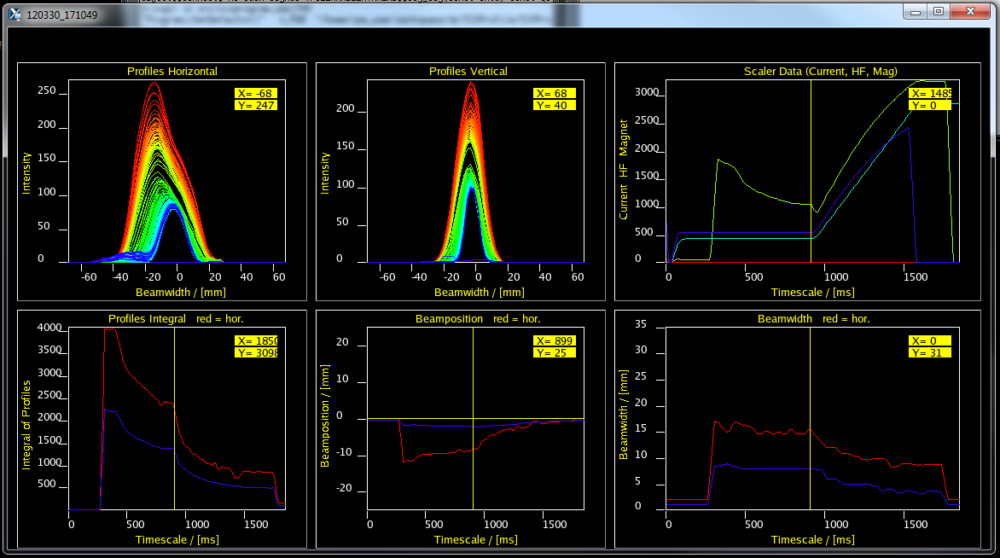 120330_171049
Profiles Horizontal
X= -68
Y= 247
250
200
150
100
50
0
Intensity
-60 -40 -20 0 20 40 60
Beamwidth / [mm]
Profiles Vertical
X= 68
Y= 40
200
150
100
50
0
Intensity
-60 -40 -20 0 20 40 60
Beamwidth / [mm]
Scaler Data (Current, HF, Mag)
X= 1485
Y= 0
3000
2500
2000
1500
1000
500
0
Current HF Magnet
0 500 1000 1500
Timescale / [ms]
Profiles Integral red = hor.
X= 1850
Y= 3098
4000
3500
3000
2500
2000
1500
1000
500
Integral of Profiles
0 500 1000 1500
Timescale / [ms]
Beamposition red = hor.
X= 899
Y= 25
20
10
0
-10
-20
Beamposition / [mm]
0 500 1000 1500
Timescale / [ms]
Beamwidth red = hor.
X= 0
Y= 31
35
30
25
20
15
10
5
0
Beamwidth / [mm]
0 500 1000 1500
Timescale / [ms]